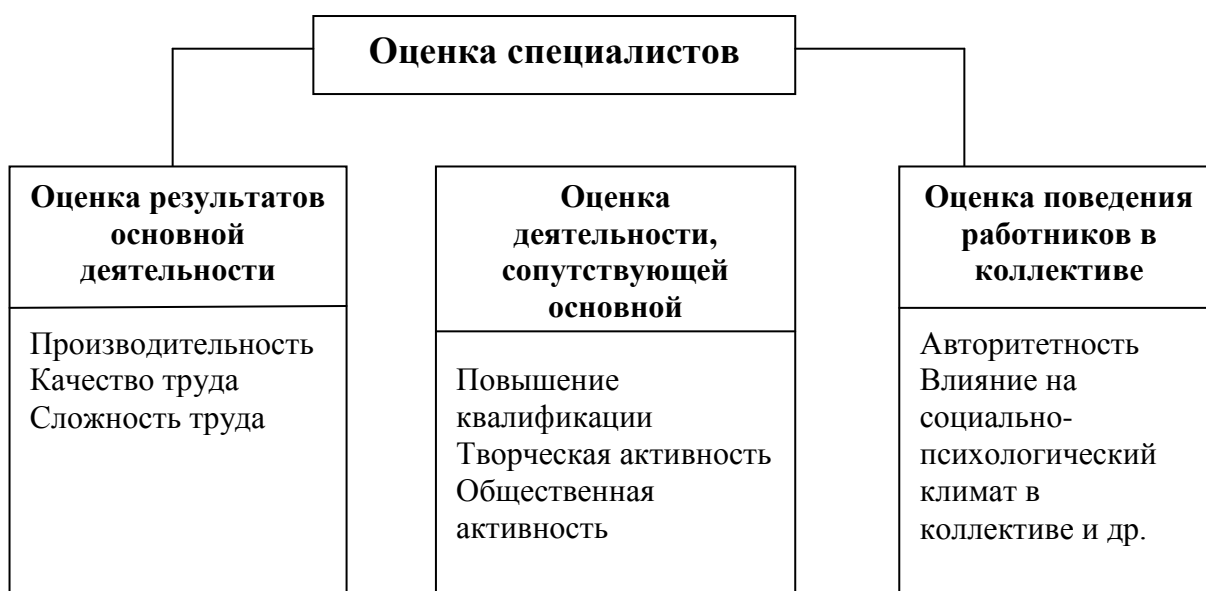 Оценка специалистов
Оценка результатов
основной
деятельности
Производительность
Качество труда
Сложность труда
Оценка
деятельности,
сопутствующей
основной
Повышение
квалификации
Творческая активность
Общественная
активность
Оценка поведения
работников в
коллективе
Авторитетность
Влияние на
социально-
психологический
климат в
коллективе и др.